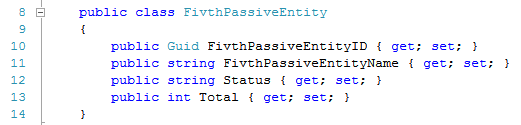 8 public class FivthPassiveEntity
9 {
10 public Guid FivthPassiveEntityID { get; set; }
11 public string FivthPassiveEntityName { get; set; }
12 public string Status { get; set; }
13 public int Total { get; set; }
14 }